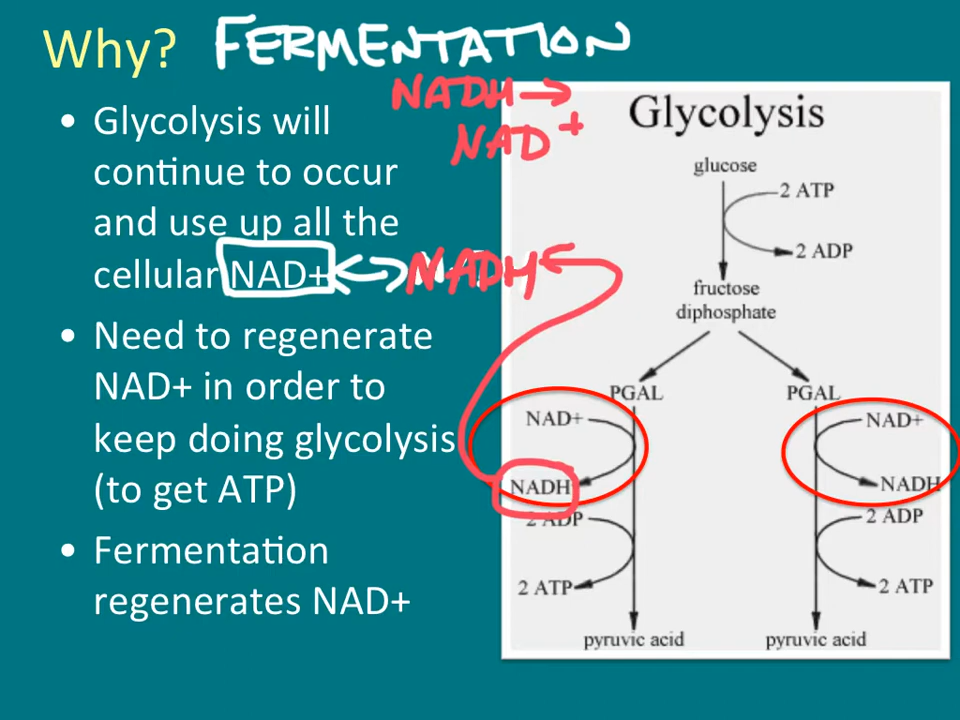 Why? FERMENTATION
NADH →
NAD+
• Glycolysis will
continue to occur
and use up all the
cellular NAD+ ↔ NADH
• Need to regenerate
NAD+ in order to
keep doing glycolysis
(to get ATP)
• Fermentation
regenerates NAD+
Glycolysis
glucose
2 ATP
2 ADP
fructose
diphosphate
PGAL
NAD+
NADH
2 ADP
2 ATP
pyruvic acid
PGAL
NAD+
NADH
2 ADP
2 ATP
pyruvic acid